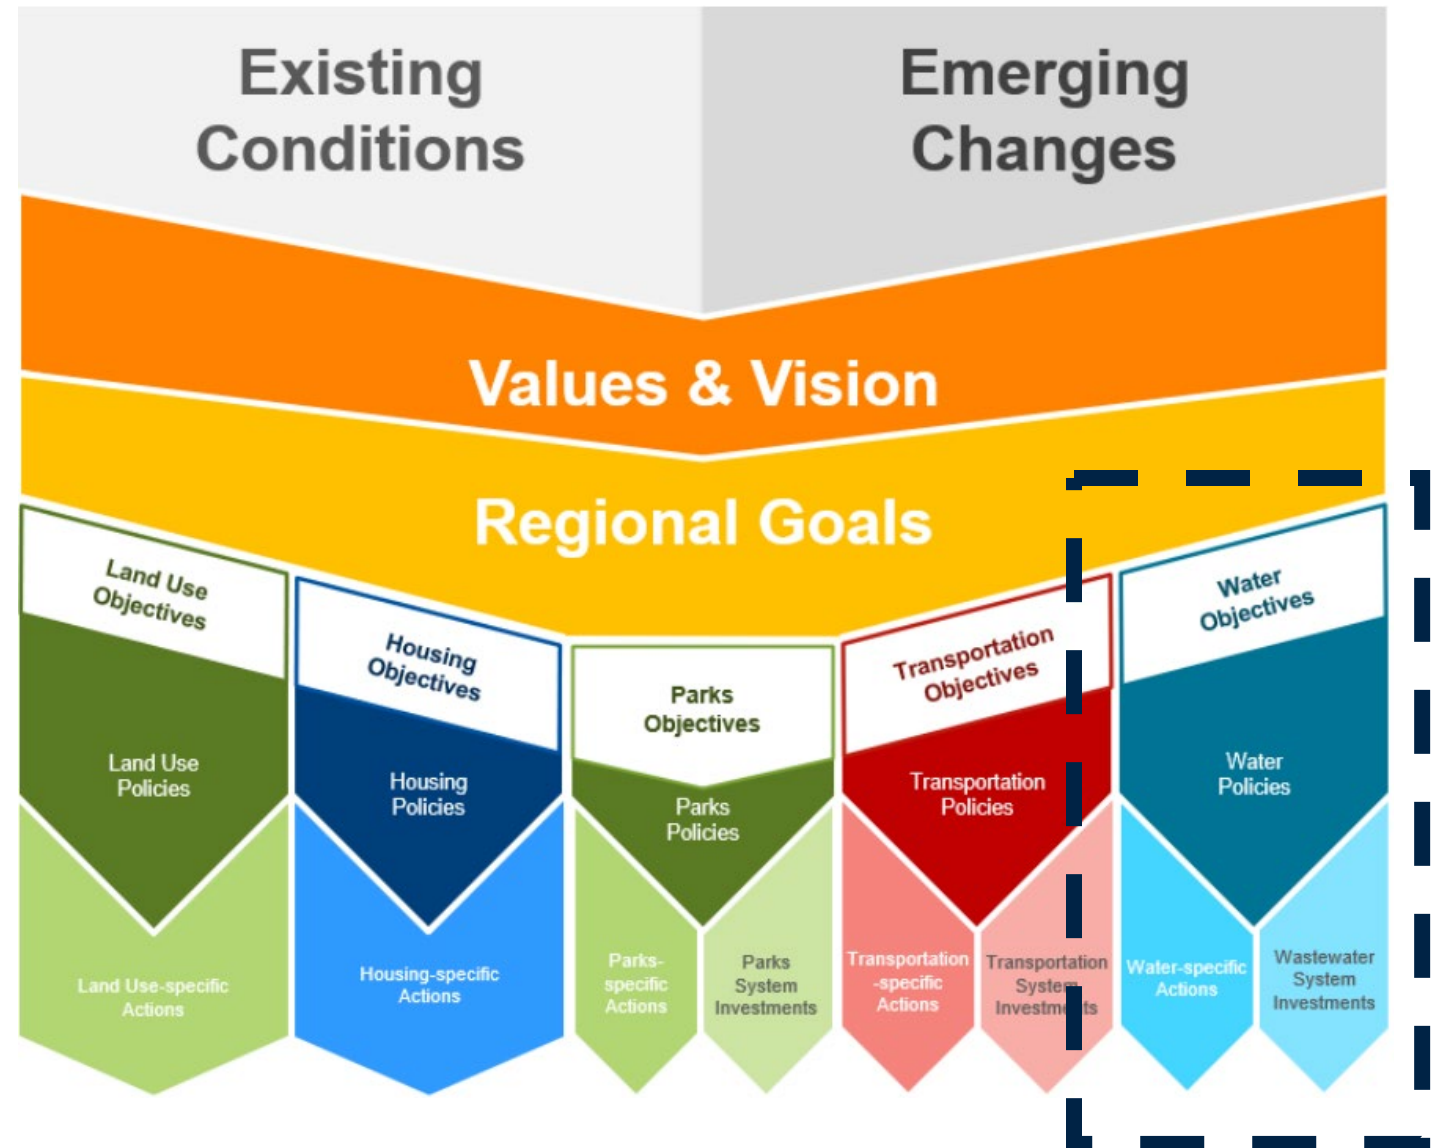 Existing
Conditions
Emerging
Changes
Values & Vision
Regional Goals
Land Use
Objectives
Housing
Objectives
Parks
Objectives
Transportation
Objectives
Water
Objectives
Land Use
Policies
Housing
Policies
Parks
Policies
Transportation
Policies
Water
Policies
Land Use-specific
Actions
Housing-specific
Actions
Parks-
specific
Actions
Parks
System
Investments
Transportation
-specific
Actions
Transportation
System
Investments
Water-specific
Actions
Wastewater
System
Investments